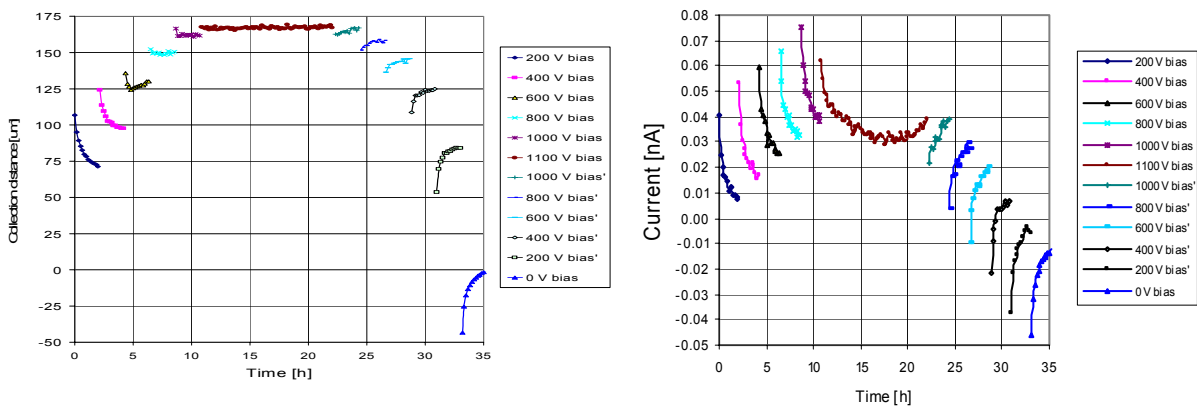 175
150
125
100
75
50
25
0
-25
-50
Collection distance [um]
0
5
10
15
20
25
30
35
Time [h]
200 V bias
400 V bias
600 V bias
800 V bias
1000 V bias
1100 V bias
1000 V bias'
800 V bias'
600 V bias'
400 V bias'
200 V bias'
0 V bias
0.08
0.07
0.06
0.05
0.04
0.03
0.02
0.01
0.00
-0.01
-0.02
-0.03
-0.04
-0.05
Current [nA]
0
5
10
15
20
25
30
35
Time [h]
200 V bias
400 V bias
600 V bias
800 V bias
1000 V bias
1100 V bias
1000 V bias'
800 V bias'
600 V bias'
400 V bias'
200 V bias'
0 V bias